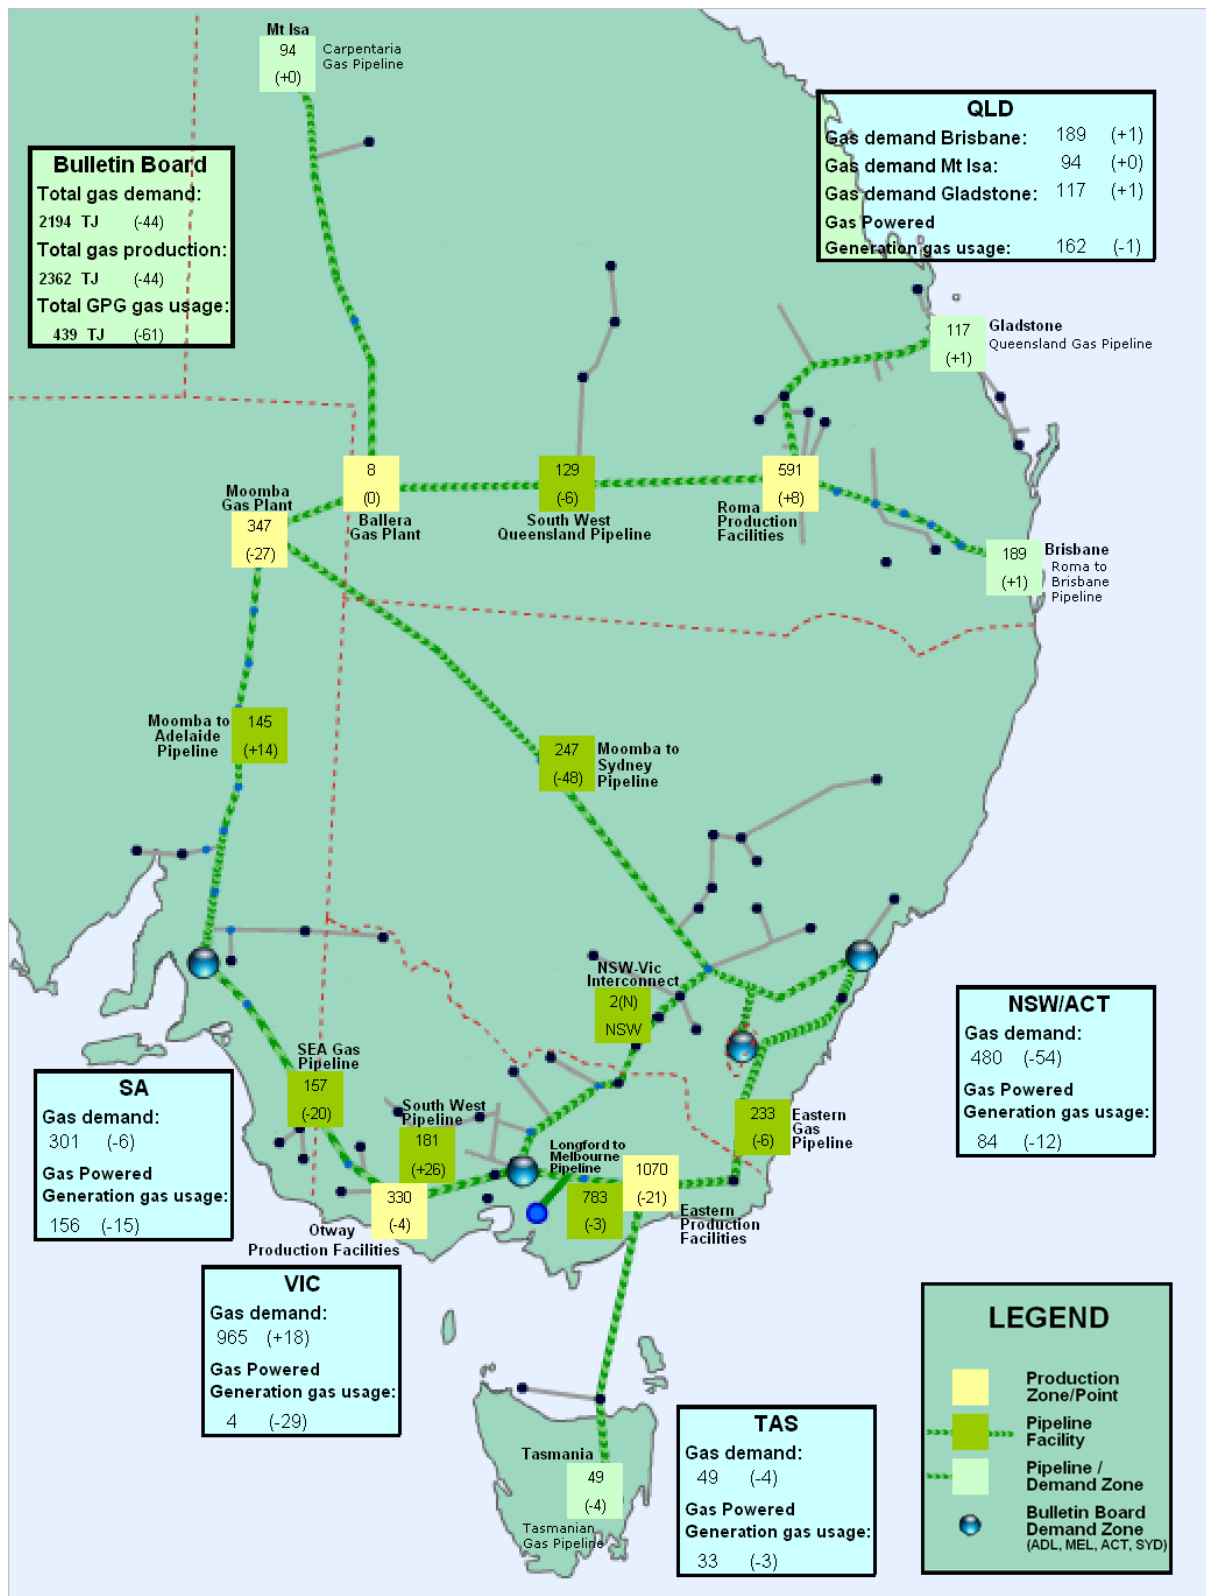 Mt Isa
94
(+0)
Carpentaria
Gas Pipeline
QLD
Gas demand Brisbane: 189 (+1)
Gas demand Mt Isa: 94 (+0)
Gas demand Gladstone: 117 (+1)
Gas Powered
Generation gas usage: 162 (-1)
Bulletin Board
Total gas demand:
2194 TJ (-44)
Total gas production:
2362 TJ (-44)
Total GPG gas usage:
439 TJ (-61)
117
(+1)
Gladstone
Queensland Gas Pipeline
8
(0)
Ballera
Gas Plant
129
(-6)
South West
Queensland Pipeline
591
(+8)
Roma
Production
Facilities
Moomba
Gas Plant
347
(-27)
189
(+1)
Brisbane
Roma to
Brisbane
Pipeline
Moomba to
Adelaide
Pipeline
145
(+14)
247
(-48)
Moomba to
Sydney
Pipeline
NSW-Vic
Interconnect
2(N)
NSW
NSW/ACT
Gas demand:
480 (-54)
Gas Powered
Generation gas usage:
84 (-12)
SEA Gas
Pipeline
157
(-20)
SA
Gas demand:
301 (-6)
Gas Powered
Generation gas usage:
156 (-15)
South West
Pipeline
181
(+26)
233
(-6)
Eastern
Gas
Pipeline
Longford to
Melbourne
Pipeline
783
(-3)
1070
(-21)
Eastern
Production
Facilities
330
(-4)
Otway
Production Facilities
VIC
Gas demand:
965 (+18)
Gas Powered
Generation gas usage:
4 (-29)
TAS
Gas demand:
49 (-4)
Gas Powered
Generation gas usage:
33 (-3)
Tasmania
49
(-4)
Tasmanian
Gas Pipeline
LEGEND
Production
Zone/Point
Pipeline
Facility
Pipeline /
Demand Zone
Bulletin Board
Demand Zone
(ADL, MEL, ACT, SYD)